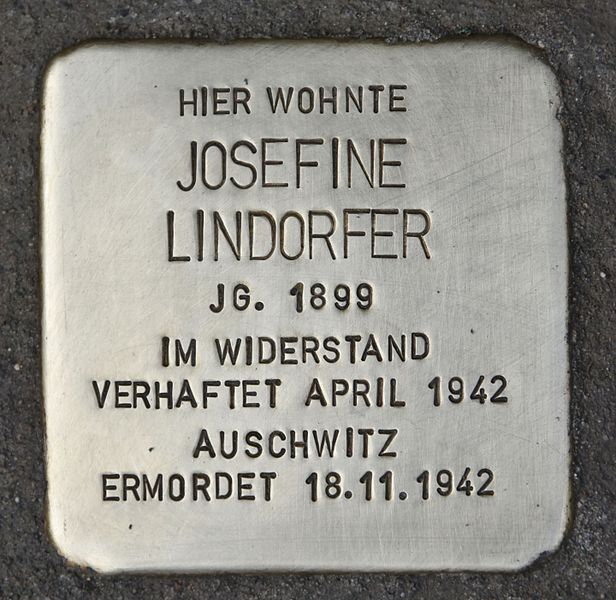 HIER WOHNTE
JOSEFINE
LINDORFER
JG. 1899
IM WIDERSTAND
VERHAFTET APRIL 1942
AUSCHWITZ
ERMORDET 18.11.1942